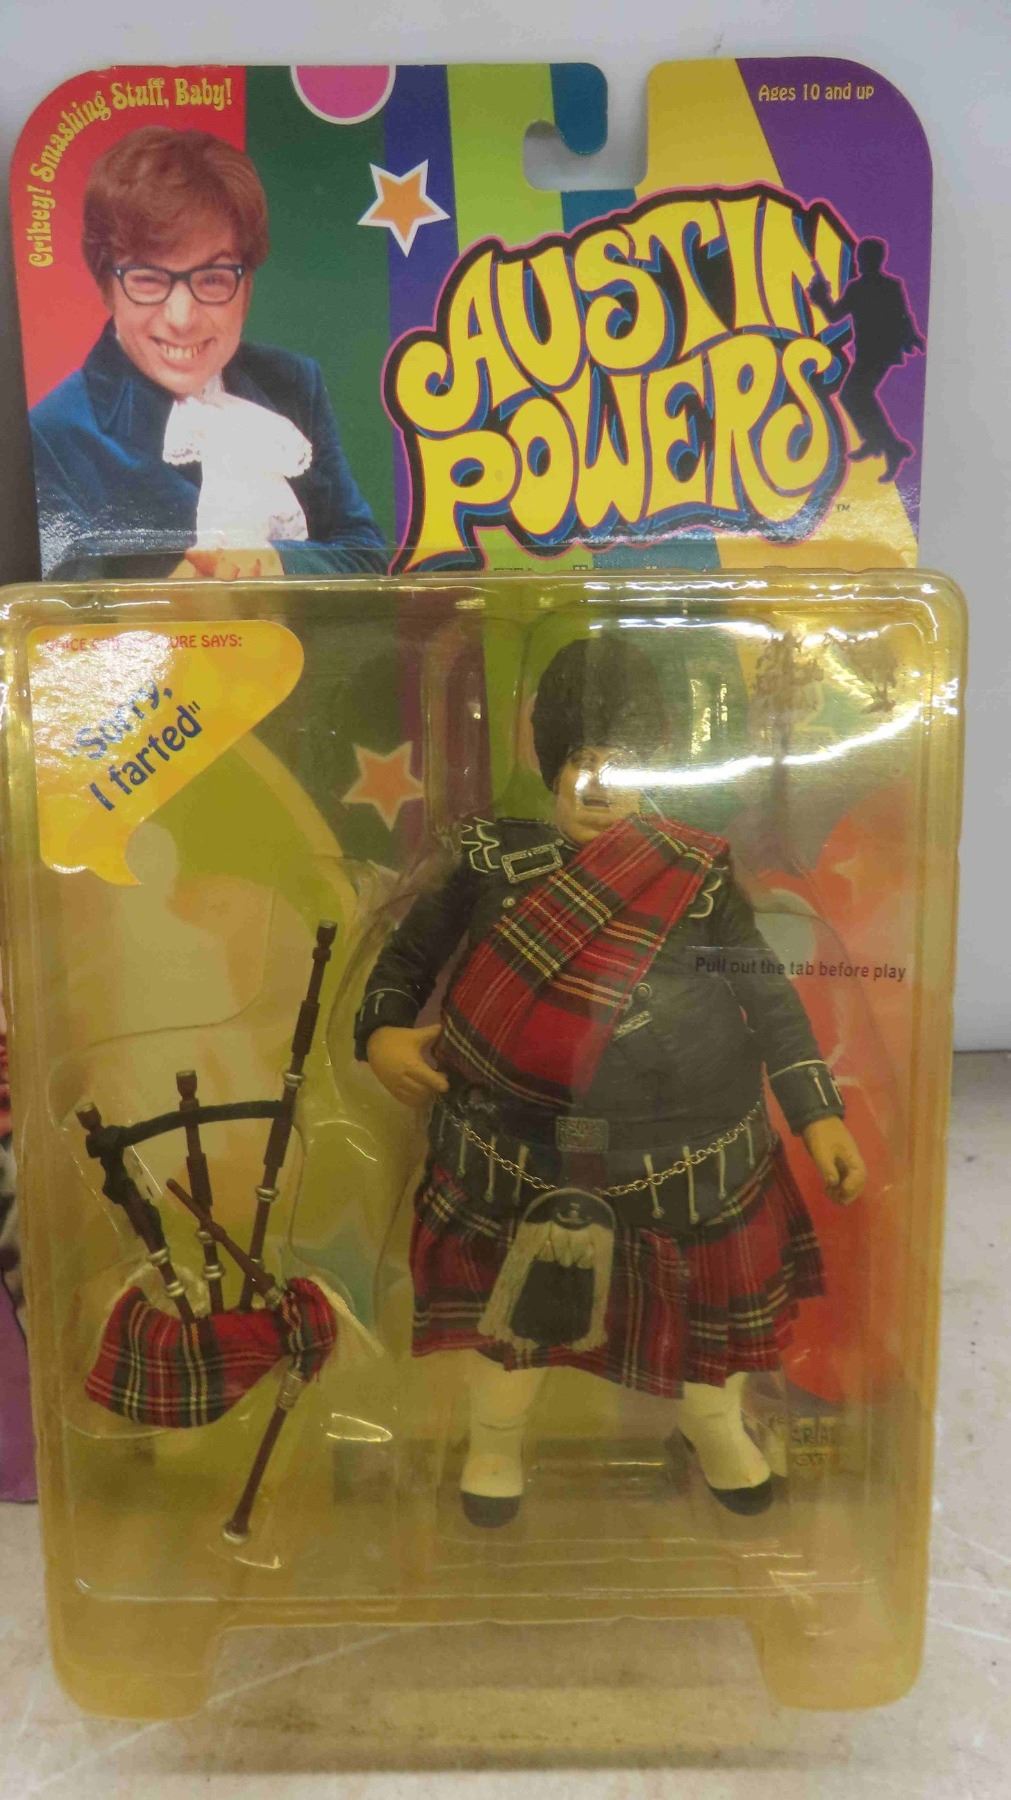 Crikey! Smashing Stuff, Baby!
Ages 10 and up
AUSTIN
POWERS
TM
SAYS:
"Sorry,
I farted"
Pull out the tab before play